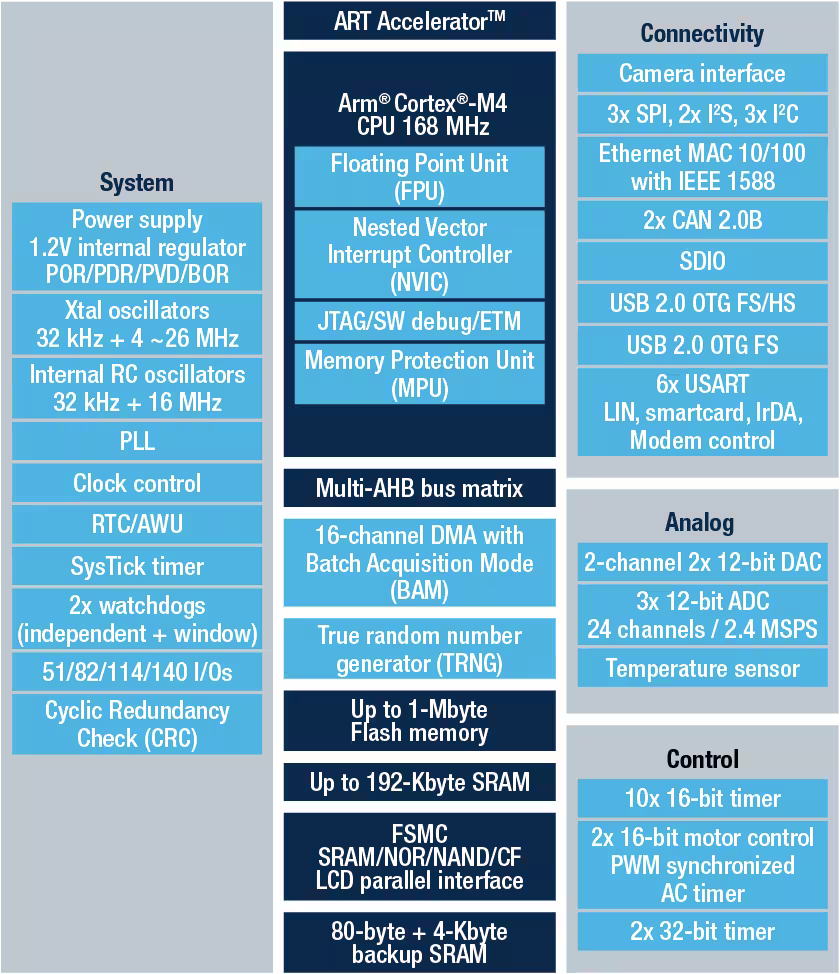 System
Power supply
1.2V internal regulator
POR/PDR/PVD/BOR
Xtal oscillators
32 kHz + 4 ~26 MHz
Internal RC oscillators
32 kHz + 16 MHz
PLL
Clock control
RTC/AWU
SysTick timer
2x watchdogs
(independent + window)
51/82/114/140 I/Os
Cyclic Redundancy
Check (CRC)
ART Accelerator™
Arm® Cortex®-M4
CPU 168 MHz
Floating Point Unit
(FPU)
Nested Vector
Interrupt Controller
(NVIC)
JTAG/SW debug/ETM
Memory Protection Unit
(MPU)
Multi-AHB bus matrix
16-channel DMA with
Batch Acquisition Mode
(BAM)
True random number
generator (TRNG)
Up to 1-Mbyte
Flash memory
Up to 192-Kbyte SRAM
FSMC
SRAM/NOR/NAND/CF
LCD parallel interface
80-byte + 4-Kbyte
backup SRAM
Connectivity
Camera interface
3x SPI, 2x I²S, 3x I²C
Ethernet MAC 10/100
with IEEE 1588
2x CAN 2.0B
SDIO
USB 2.0 OTG FS/HS
USB 2.0 OTG FS
6x USART
LIN, smartcard, IrDA,
Modem control
Analog
2-channel 2x 12-bit DAC
3x 12-bit ADC
24 channels / 2.4 MSPS
Temperature sensor
Control
10x 16-bit timer
2x 16-bit motor control
PWM synchronized
AC timer
2x 32-bit timer